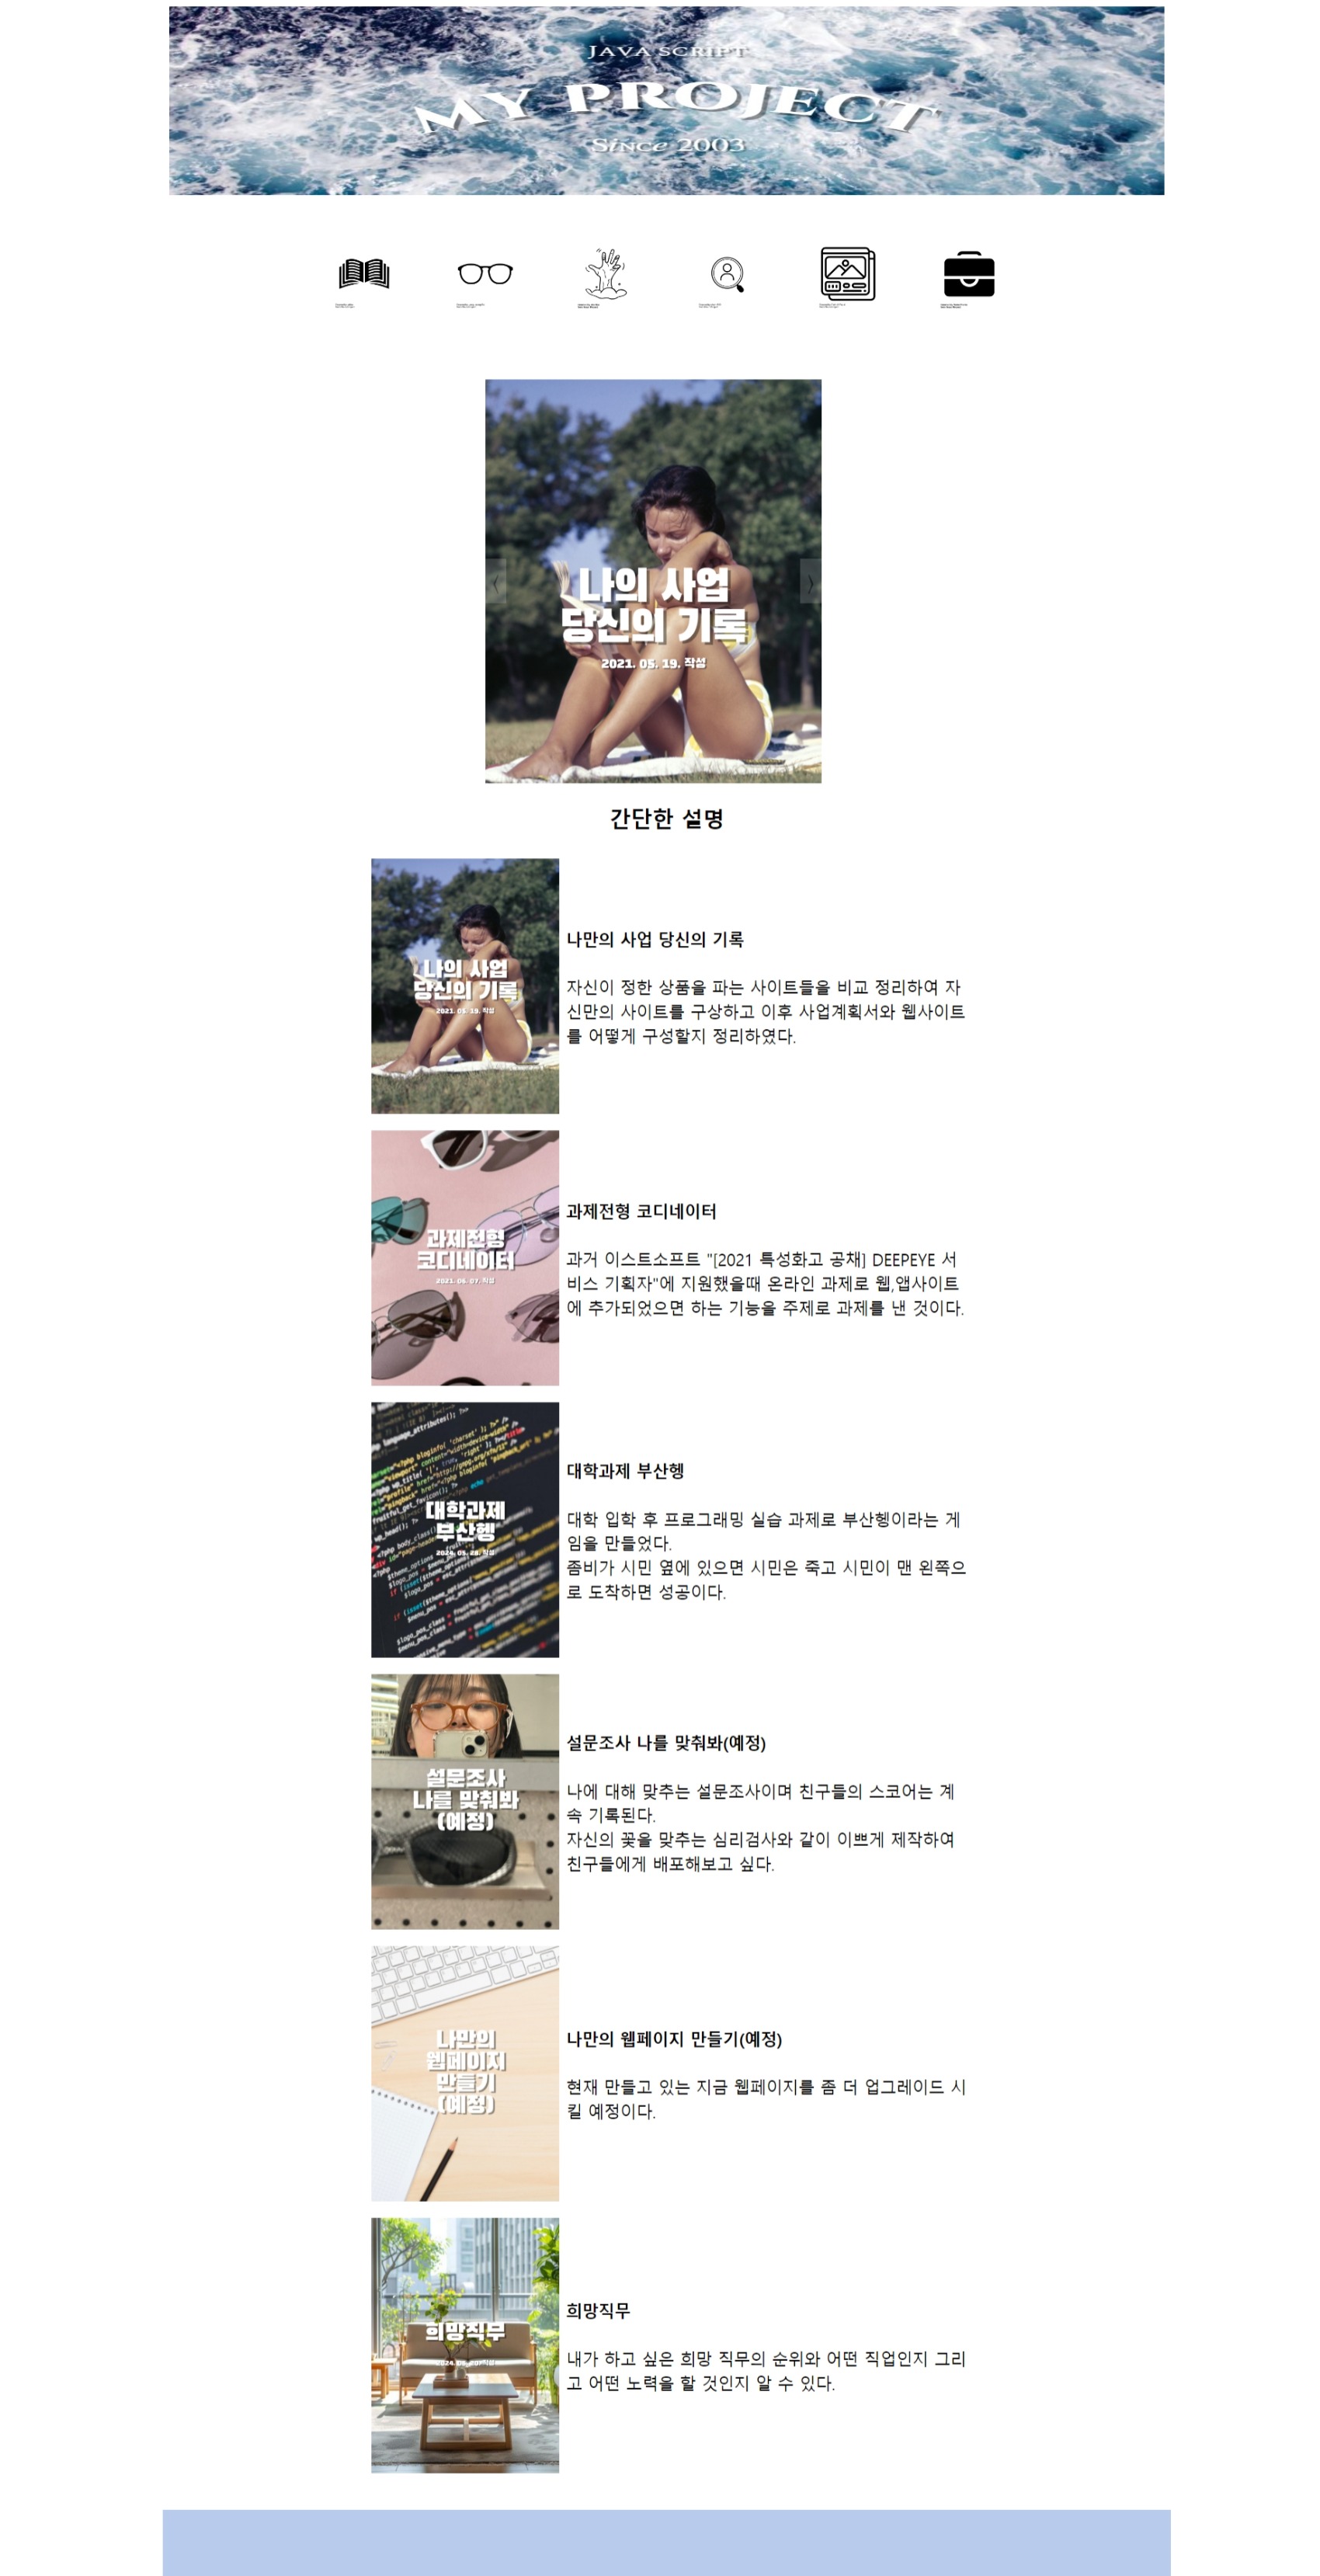 JAVA SCRIPT
MY PROJECT
Since 2003
나의 사업
당신의 기록
2021. 05. 19. 작성
간단한 설명
나의 사업
당신의 기록
2021. 05. 19. 작성
나만의 사업 당신의 기록
자신이 정한 상품을 파는 사이트들을 비교 정리하여 자
신만의 사이트를 구상하고 이후 사업계획서와 웹사이트
를 어떻게 구성할지 정리하였다.
과제전형
코디네이터
2021. 06. 07. 작성
과제전형 코디네이터
과거 이스트소프트 "[2021 특성화고 공채] DEEPEYE 서
비스 기획자"에 지원했을때 온라인 과제로 웹,앱사이트
에 추가되었으면 하는 기능을 주제로 과제를 낸 것이다.
대학과제
부산헹
2024. 05. 28. 작성
대학과제 부산헹
대학 입학 후 프로그래밍 실습 과제로 부산헹이라는 게
임을 만들었다.
좀비가 시민 옆에 있으면 시민은 죽고 시민이 맨 왼쪽으
로 도착하면 성공이다.
설문조사
나를 맞춰봐
(예정)
설문조사 나를 맞춰봐(예정)
나에 대해 맞추는 설문조사이며 친구들의 스코어는 계
속 기록된다.
자신의 꽃을 맞추는 심리검사와 같이 이쁘게 제작하여
친구들에게 배포해보고 싶다.
나만의
웹페이지
만들기
(예정)
나만의 웹페이지 만들기(예정)
현재 만들고 있는 지금 웹페이지를 좀 더 업그레이드 시
킬 예정이다.
희망직무
희망직무
내가 하고 싶은 희망 직무의 순위와 어떤 직업인지 그리
고 어떤 노력을 할 것인지 알 수 있다.